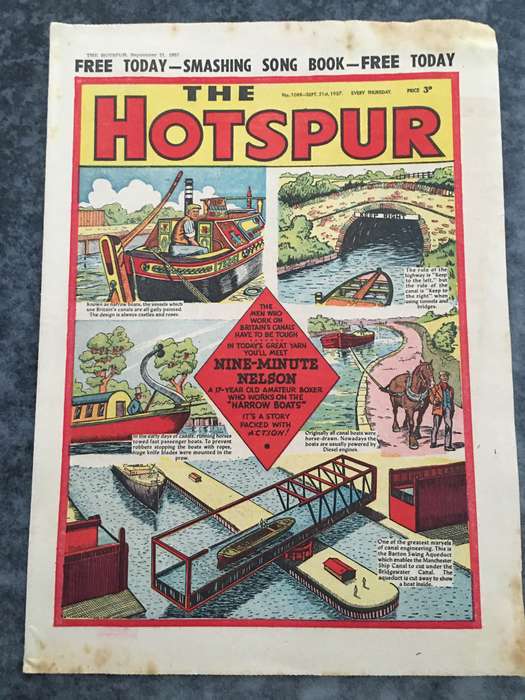 THE HOTSPUR, September 21, 1957
FREE TODAY—SMASHING SONG BOOK—FREE TODAY
THE
No. 1089—SEPT. 21st, 1957. EVERY THURSDAY. PRICE 3D
HOTSPUR
Known as narrow boats, the vessels which
use Britain's canals are all gaily painted.
The design is always castles and roses.
KEEP RIGHT
The rule of the
highway is "Keep
to the left," but
the rule of the
canal is "Keep to
the right" when
using tunnels and
bridges.
THE
MEN WHO
WORK ON
BRITAIN'S CANALS
HAVE TO BE TOUGH
IN TODAY'S GREAT YARN
YOU'LL MEET
NINE-MINUTE
NELSON
A 17-YEAR OLD AMATEUR BOXER
WHO WORKS ON THE
"NARROW BOATS"
IT'S A STORY
PACKED WITH
ACTION!
In the early days of canals, running horses
towed fast passenger boats. To prevent
robbers stopping the boats with ropes,
huge knife blades were mounted in the
prow.
Originally all canal boats were
horse-drawn. Nowadays the
boats are usually powered by
Diesel engines.
One of the greatest marvels
of canal engineering. This is
the Barton Swing Aqueduct
which enables the Manchester
Ship Canal to cut under the
Bridgewater Canal. The
aqueduct is cut away to show
a boat inside.